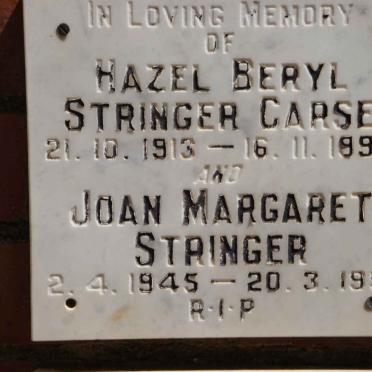 IN LOVING MEMORY
OF
HAZEL BERYL
STRINGER CARSE
21. 10. 1913 — 16. 11. 199
AND
JOAN MARGARET
STRINGER
2. 4. 1945 — 20. 3. 19
R·I·P